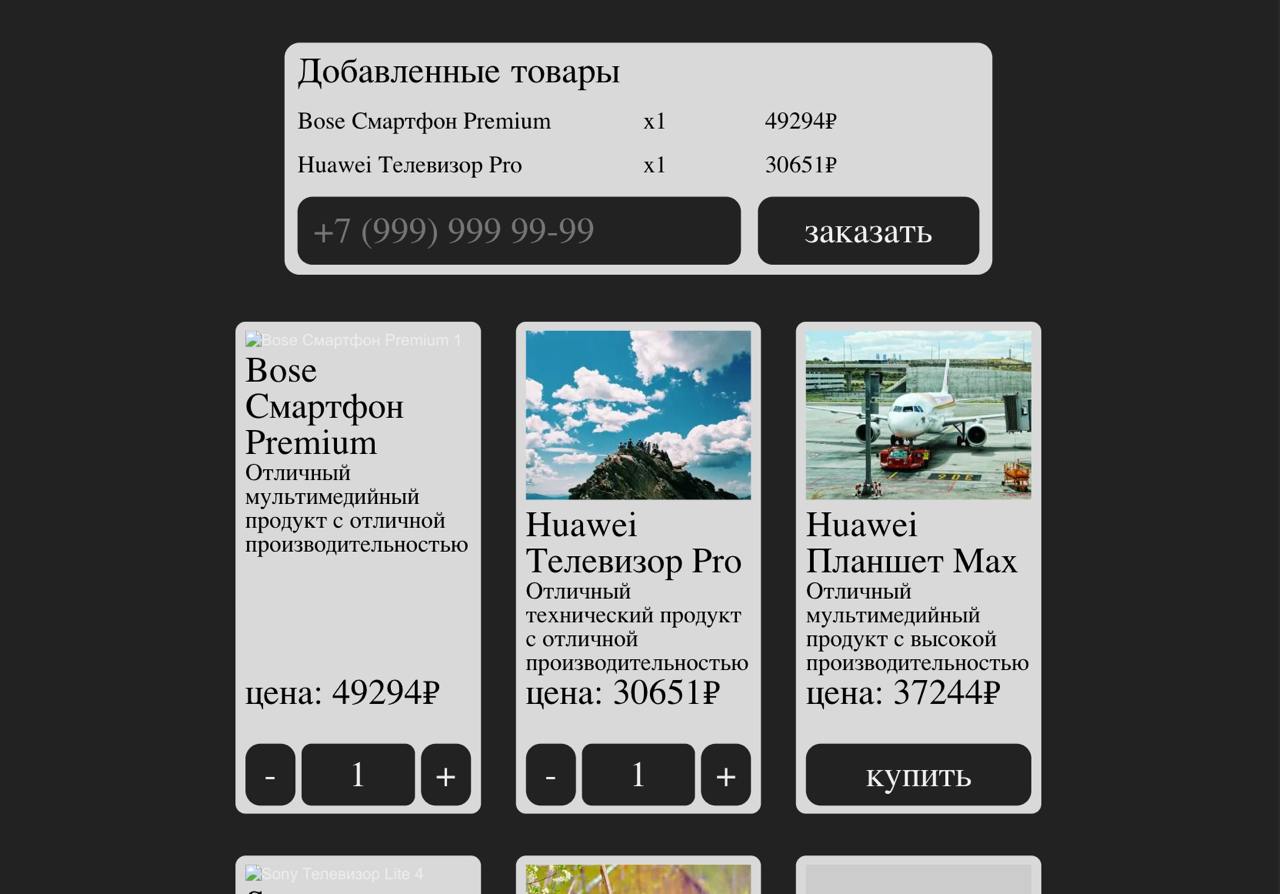 Добавленные товары
Bose Смартфон Premium x1 49294₽
Huawei Телевизор Pro x1 30651₽
+7 (999) 999 99-99 заказать
Bose Смартфон Premium 1
Bose
Смартфон
Premium
Отличный
мультимедийный
продукт с отличной
производительностью
цена: 49294₽
- 1 +
Huawei
Телевизор Pro
Отличный
технический продукт
с отличной
производительностью
цена: 30651₽
- 1 +
Huawei
Планшет Max
Отличный
мультимедийный
продукт с высокой
производительностью
цена: 37244₽
купить
Sony Телевизор Lite 4